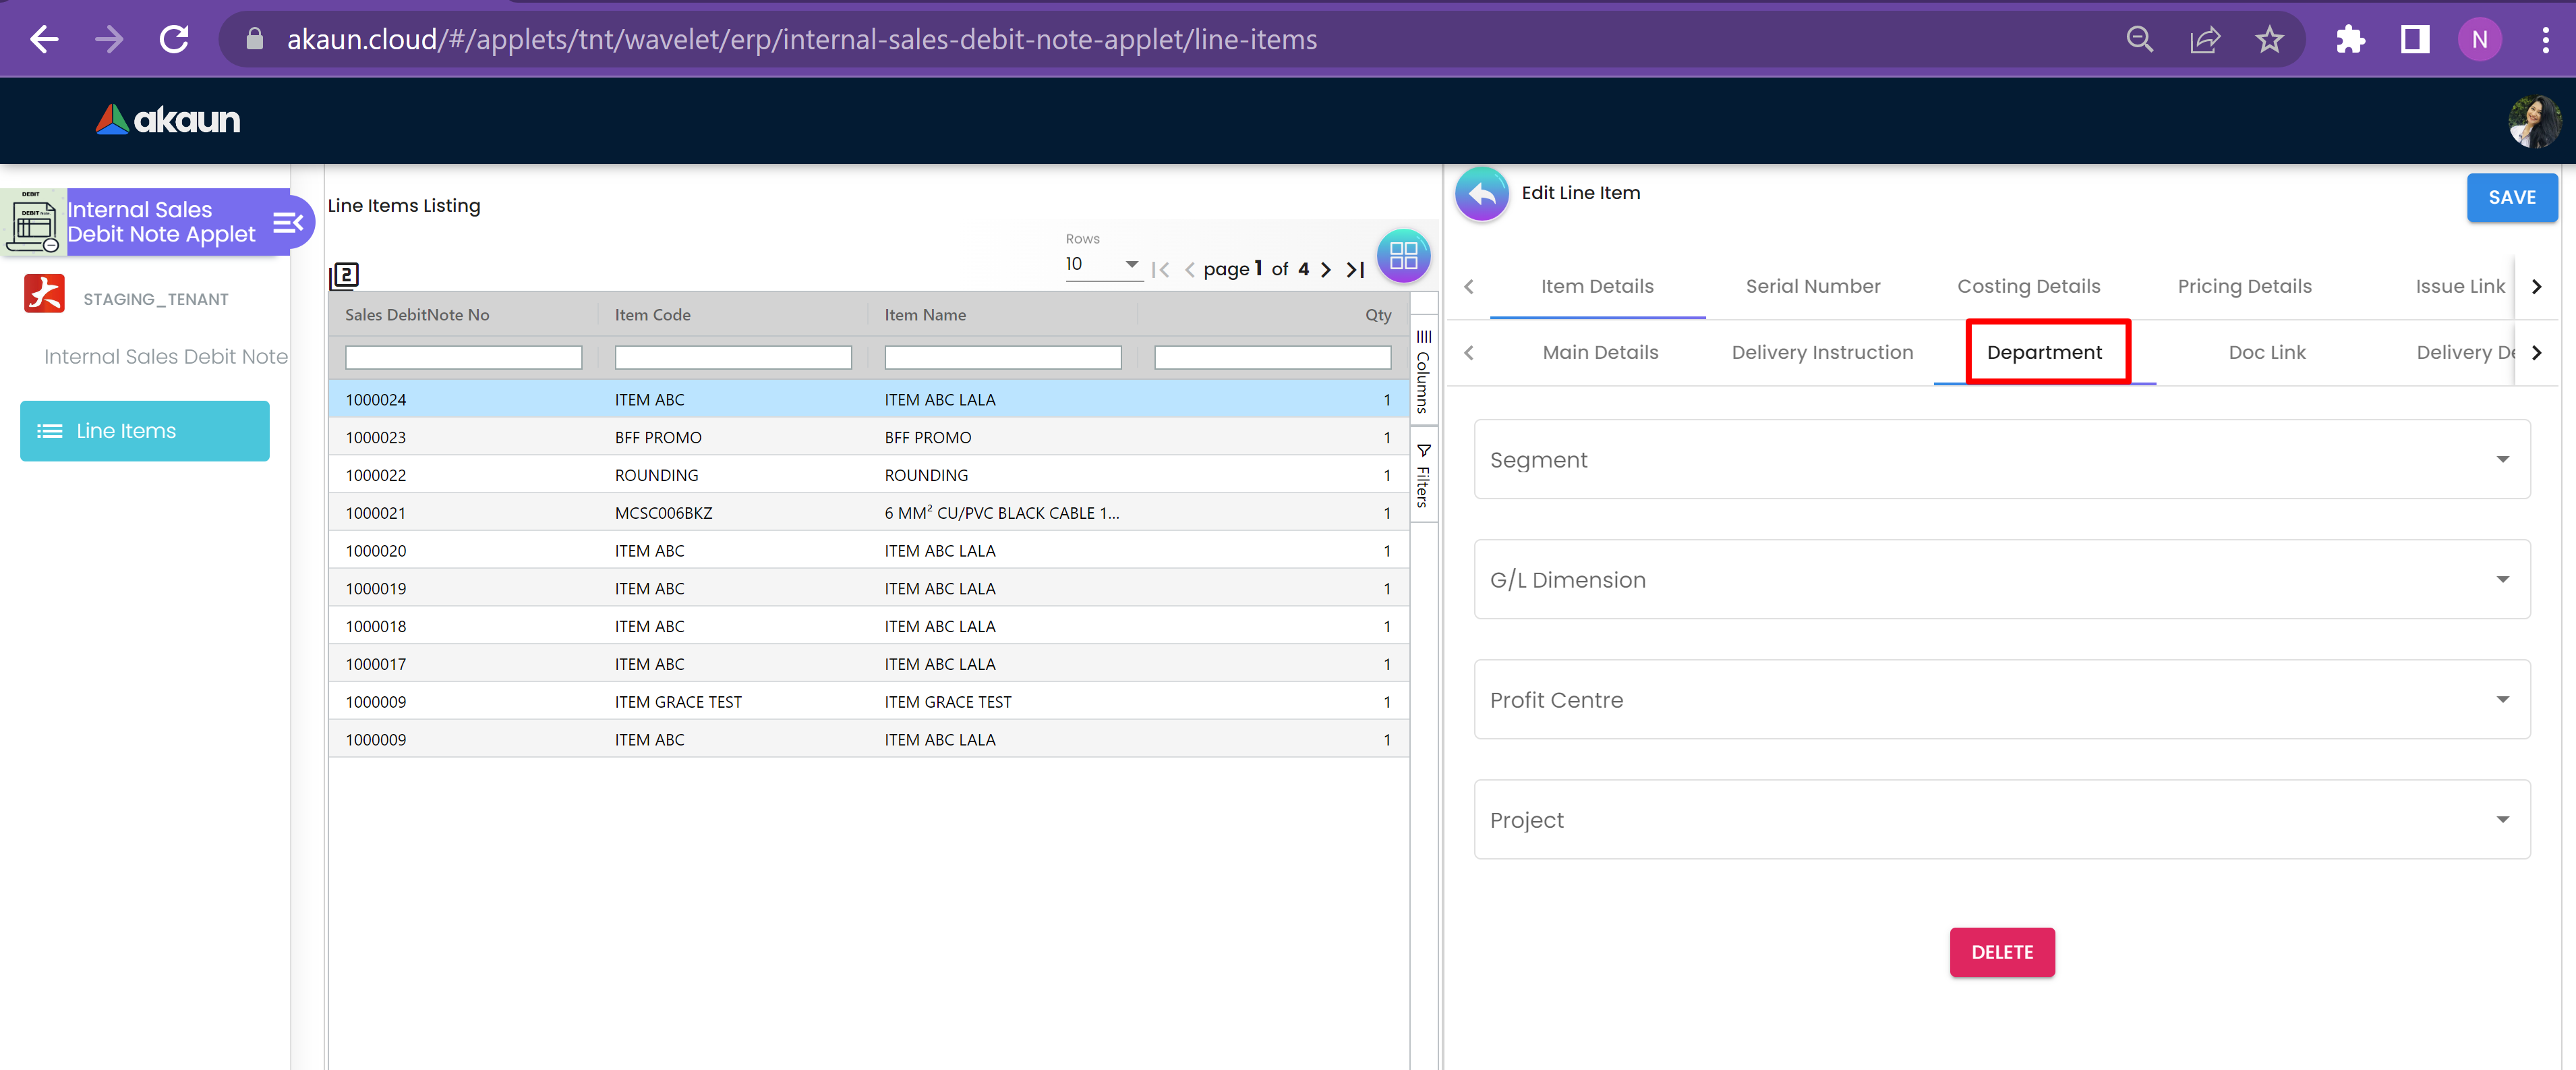 akaun.cloud/#/applets/tnt/wavelet/erp/internal-sales-debit-note-applet/line-items
N
akaun
DEBIT
Internal Sales
Debit Note Applet
STAGING_TENANT
Internal Sales Debit Note
Line Items
Line Items Listing
2
Rows
10
page 1 of 4
Sales DebitNote No Item Code Item Name Qty
1000024 ITEM ABC ITEM ABC LALA 1
1000023 BFF PROMO BFF PROMO 1
1000022 ROUNDING ROUNDING 1
1000021 MCSC006BKZ 6 MM² CU/PVC BLACK CABLE 1... 1
1000020 ITEM ABC ITEM ABC LALA 1
1000019 ITEM ABC ITEM ABC LALA 1
1000018 ITEM ABC ITEM ABC LALA 1
1000017 ITEM ABC ITEM ABC LALA 1
1000009 ITEM GRACE TEST ITEM GRACE TEST 1
1000009 ITEM ABC ITEM ABC LALA 1
Columns
Filters
Edit Line Item
SAVE
Item Details Serial Number Costing Details Pricing Details Issue Link
Main Details Delivery Instruction Department Doc Link Delivery De
Segment
G/L Dimension
Profit Centre
Project
DELETE